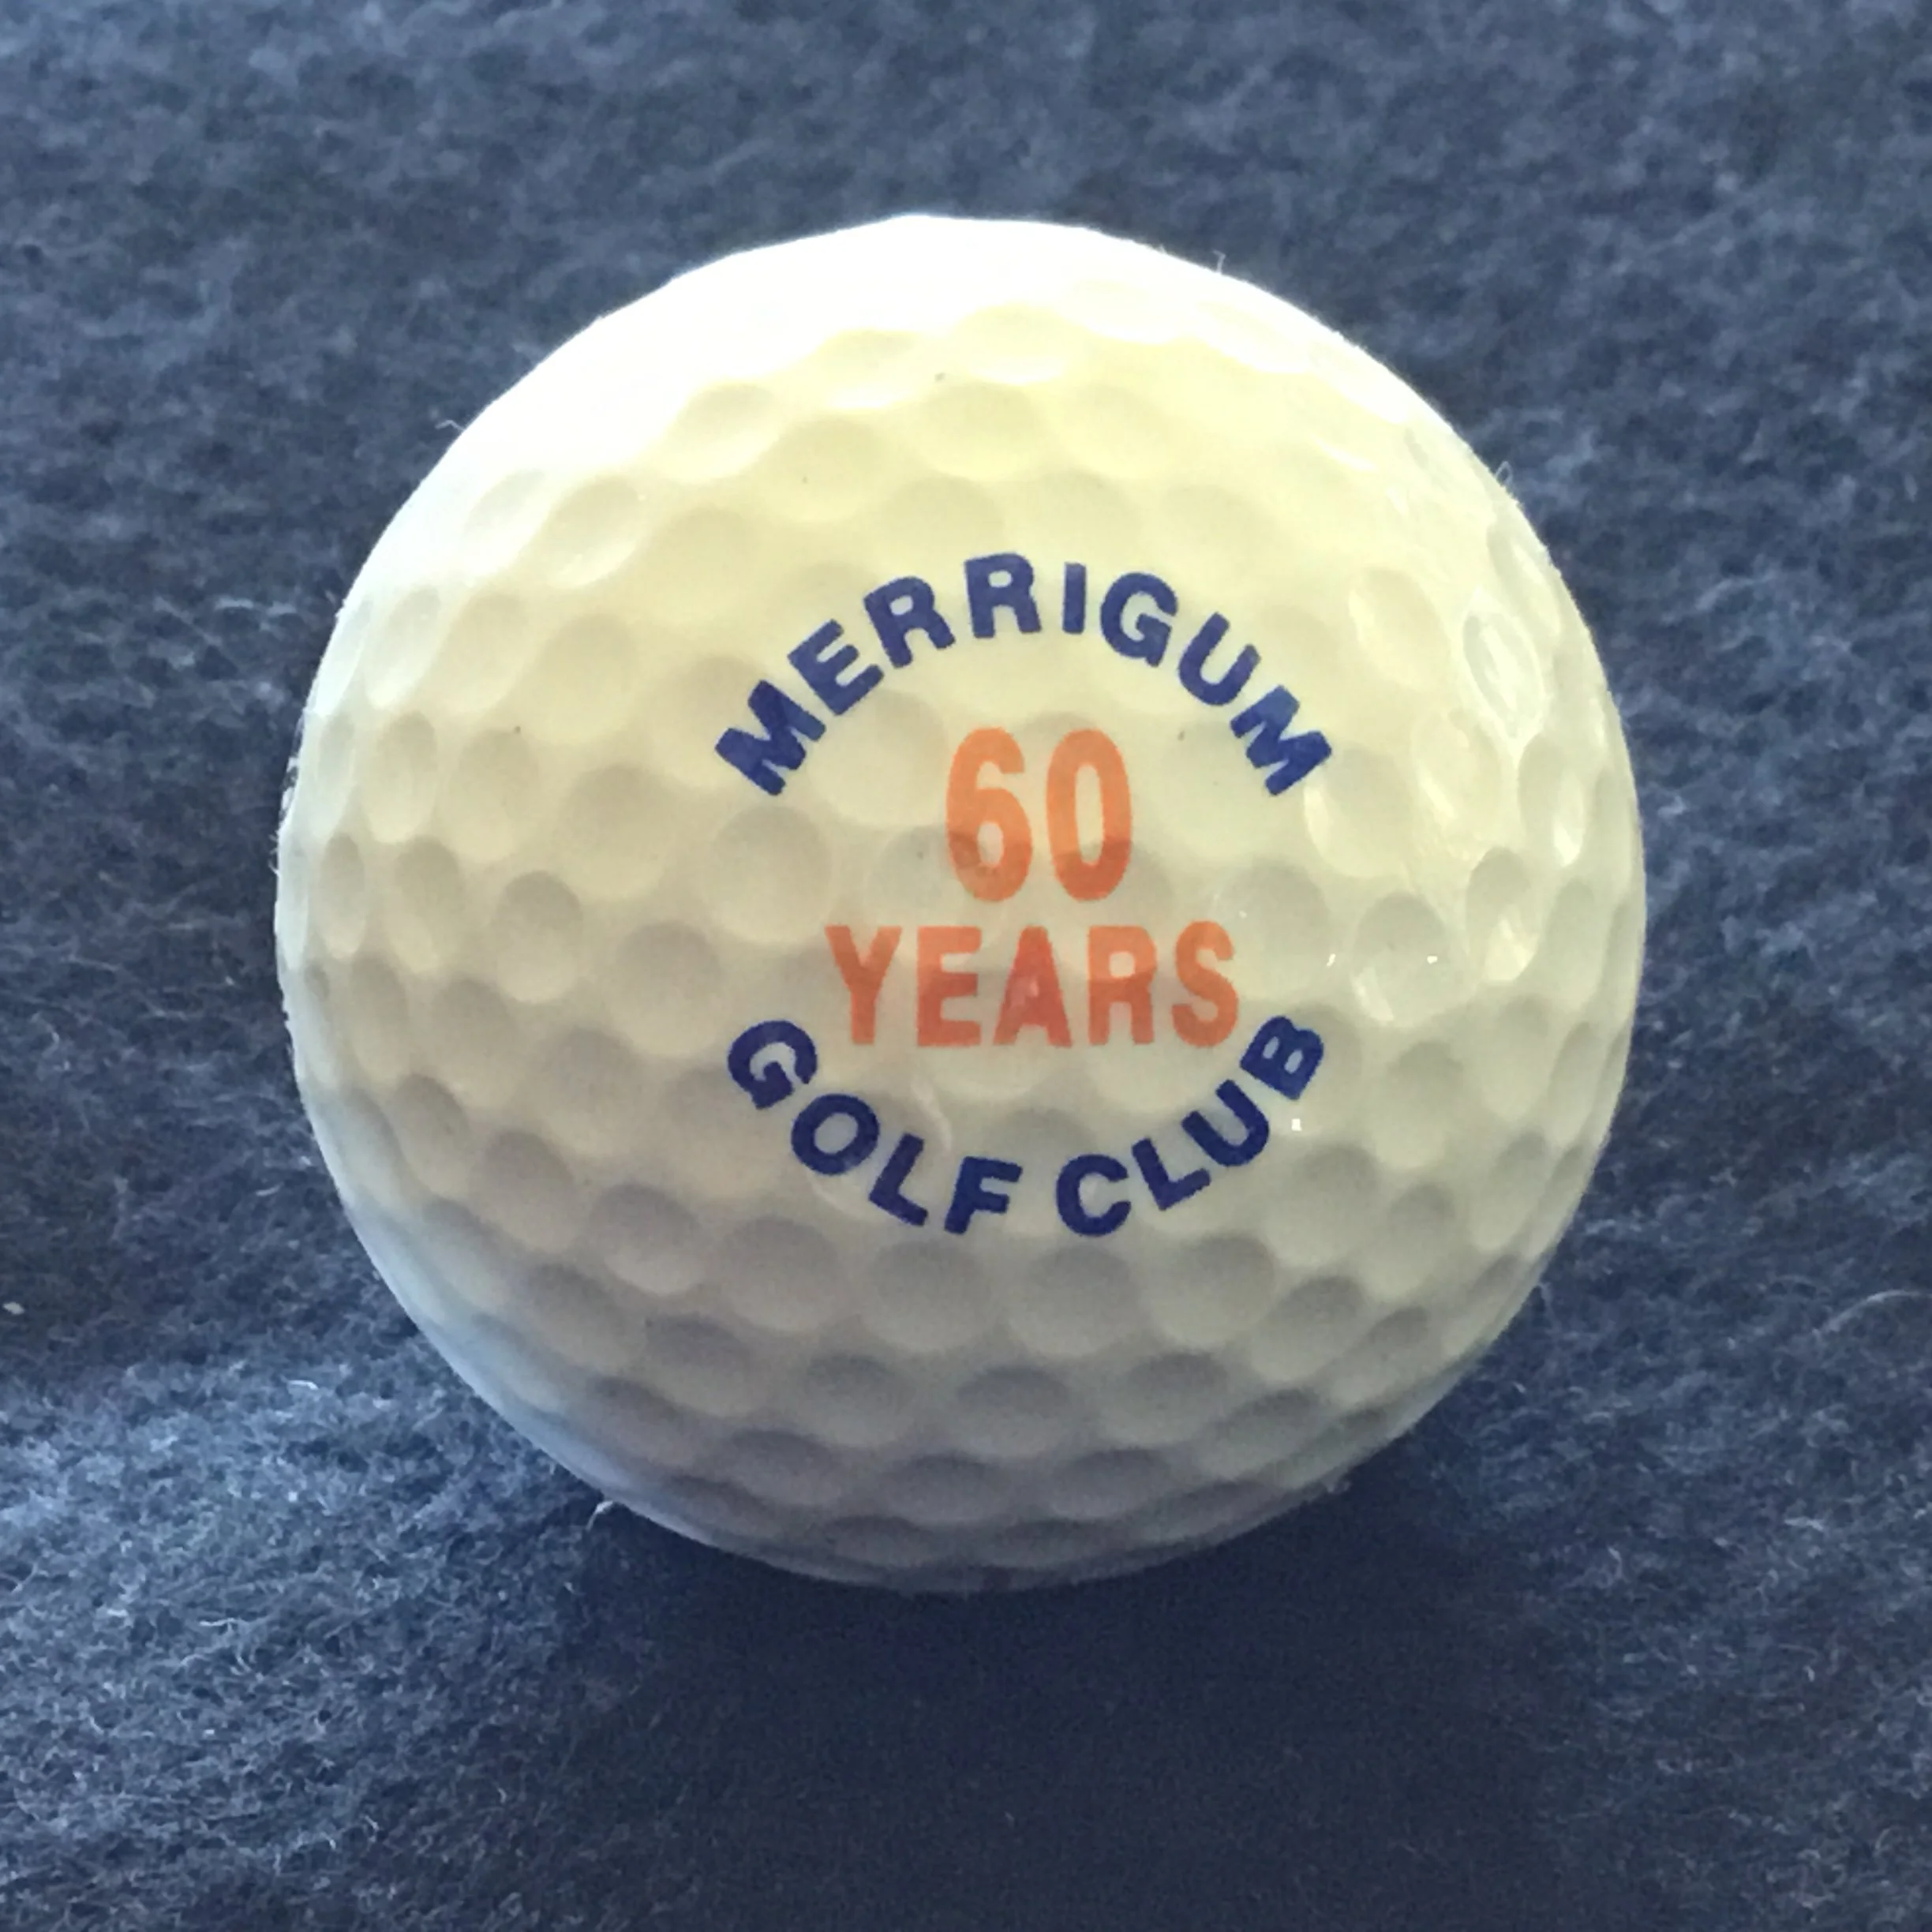 MERRIGUM
60
YEARS
GOLF CLUB